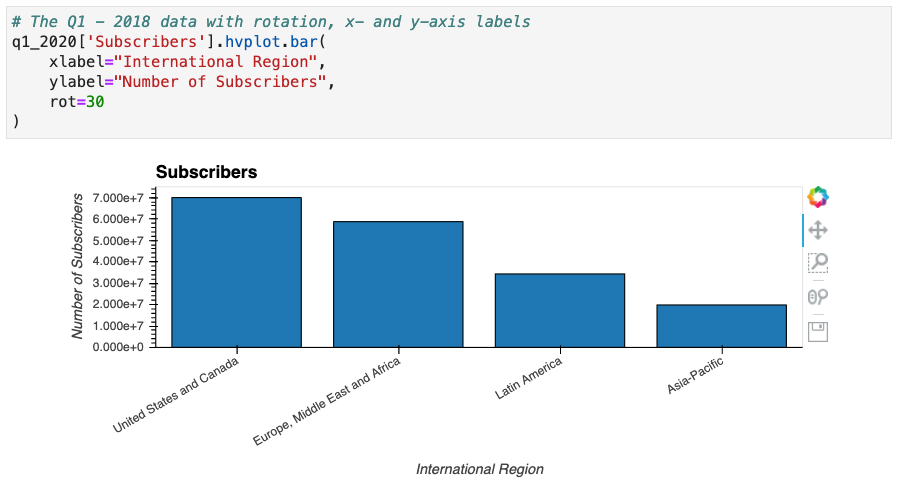 # The Q1 - 2018 data with rotation, x- and y-axis labels
q1_2020['Subscribers'].hvplot.bar(
    xlabel="International Region",
    ylabel="Number of Subscribers",
    rot=30
)
Subscribers
Number of Subscribers
7.000e+7
6.000e+7
5.000e+7
4.000e+7
3.000e+7
2.000e+7
1.000e+7
0.000e+0
United States and Canada
Europe, Middle East and Africa
Latin America
Asia-Pacific
International Region